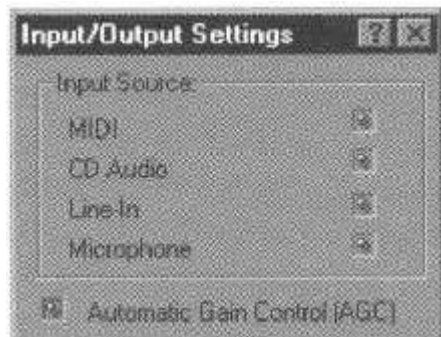 Input/Output Settings
Input Source:
MIDI
CD Audio
Line-In
Microphone
Automatic Gain Control (AGC)